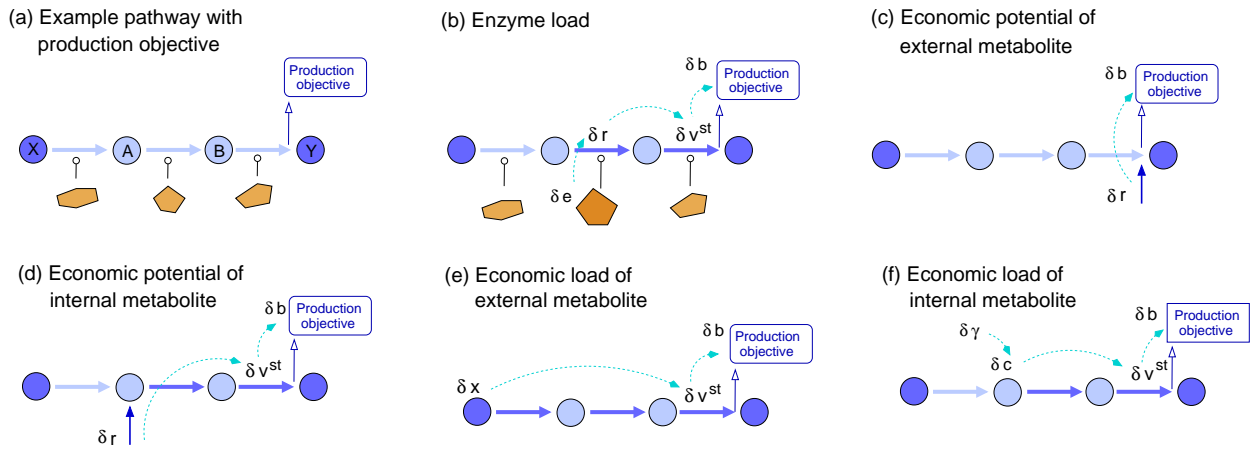 (a) Example pathway with
production objective
Production
objective
X
A
B
Y
(b) Enzyme load
δ b
Production
objective
δ r
δ v^st
δ e
(c) Economic potential of
external metabolite
δ b
Production
objective
δ r
(d) Economic potential of
internal metabolite
δ b
Production
objective
δ v^st
δ r
(e) Economic load of
external metabolite
δ b
Production
objective
δ x
δ v^st
(f) Economic load of
internal metabolite
δ b
Production
objective
δ γ
δ c
δ v^st